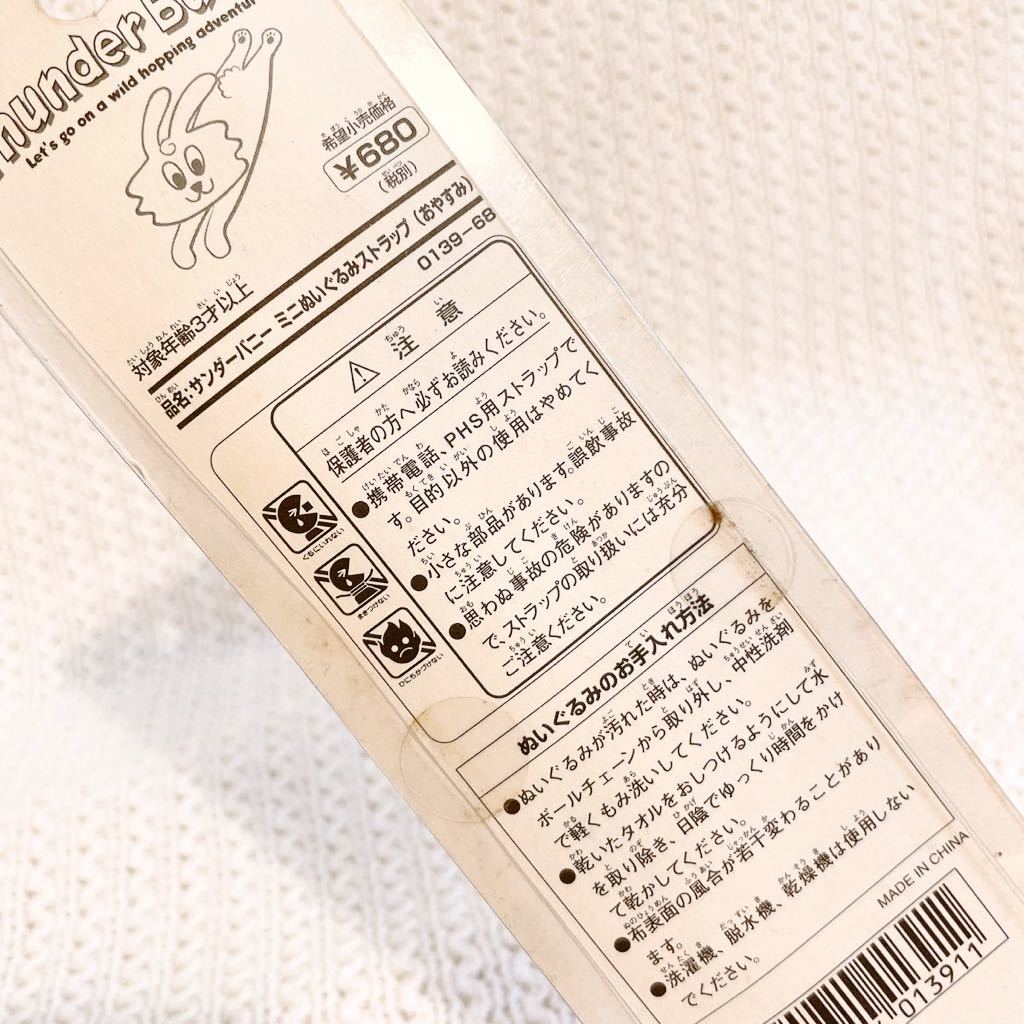 hunder Bu
Let's go on a wild hopping adventur
希望小売価格
¥680
(税別)
対象年齢3才以上
品名:サンダーバニー ミニぬいぐるみストラップ(おやすみ)
0139-68
注意
保護者の方へ必ずお読みください。
●携帯電話、PHS用ストラップで
す。目的以外の使用はやめてく
ださい。
●小さな部品があります。誤飲事故
に注意してください。
●思わぬ事故の危険がありますの
で、ストラップの取り扱いには充分
ご注意ください。
くちにいれない
まきつけない
ひにちかづけない
ぬいぐるみのお手入れ方法
●ぬいぐるみが汚れた時は、ぬいぐるみを
ボールチェーンから取り外し、中性洗剤
で軽くもみ洗いしてください。
●乾いたタオルをおしつけるようにして水
を取り除き、日陰でゆっくり時間をかけ
て乾かしてください。
●布表面の風合が若干変わることがあり
ます。
●洗濯機、脱水機、乾燥機は使用しない
でください。
MADE IN CHINA
013911